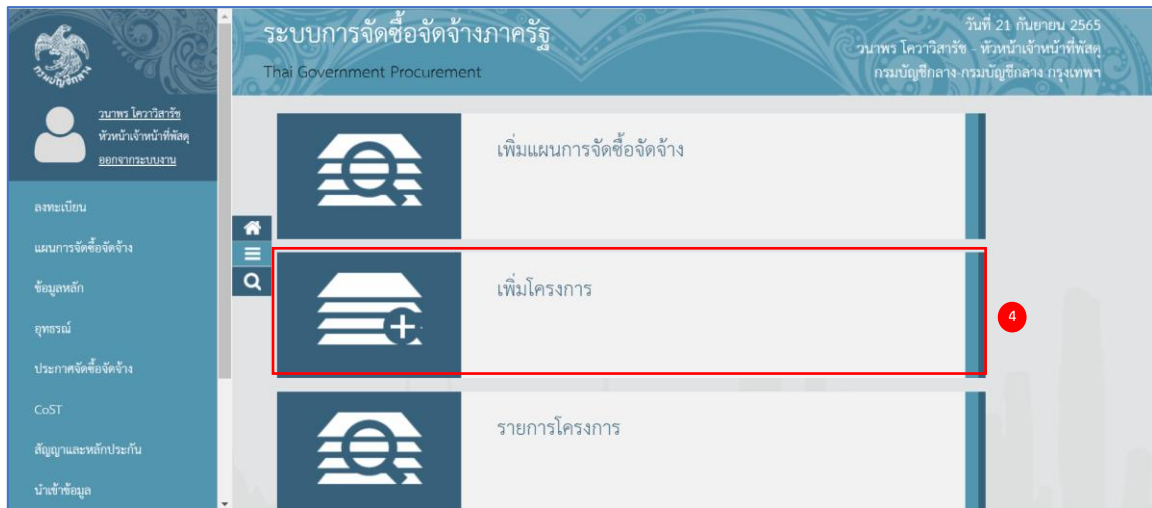 กรมบัญชีกลาง
วนาพร โควาวิสารัช
หัวหน้าเจ้าหน้าที่พัสดุ
ออกจากระบบงาน
ลงทะเบียน
แผนการจัดซื้อจัดจ้าง
ข้อมูลหลัก
อุทธรณ์
ประกาศจัดซื้อจัดจ้าง
CoST
สัญญาและหลักประกัน
นำเข้าข้อมูล
ระบบการจัดซื้อจัดจ้างภาครัฐ
Thai Government Procurement
วันที่ 21 กันยายน 2565
วนาพร โควาวิสารัช - หัวหน้าเจ้าหน้าที่พัสดุ
กรมบัญชีกลาง-กรมบัญชีกลาง กรุงเทพฯ
เพิ่มแผนการจัดซื้อจัดจ้าง
เพิ่มโครงการ
4
รายการโครงการ